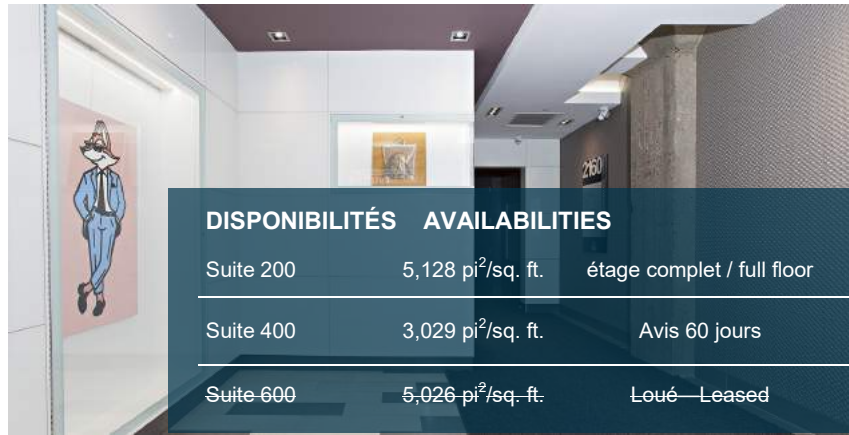 2160
DISPONIBILITÉS AVAILABILITIES
Suite 200 5,128 pi²/sq. ft. étage complet / full floor
Suite 400 3,029 pi²/sq. ft. Avis 60 jours
Suite 600 5,026 pi²/sq. ft. Loué—Leased